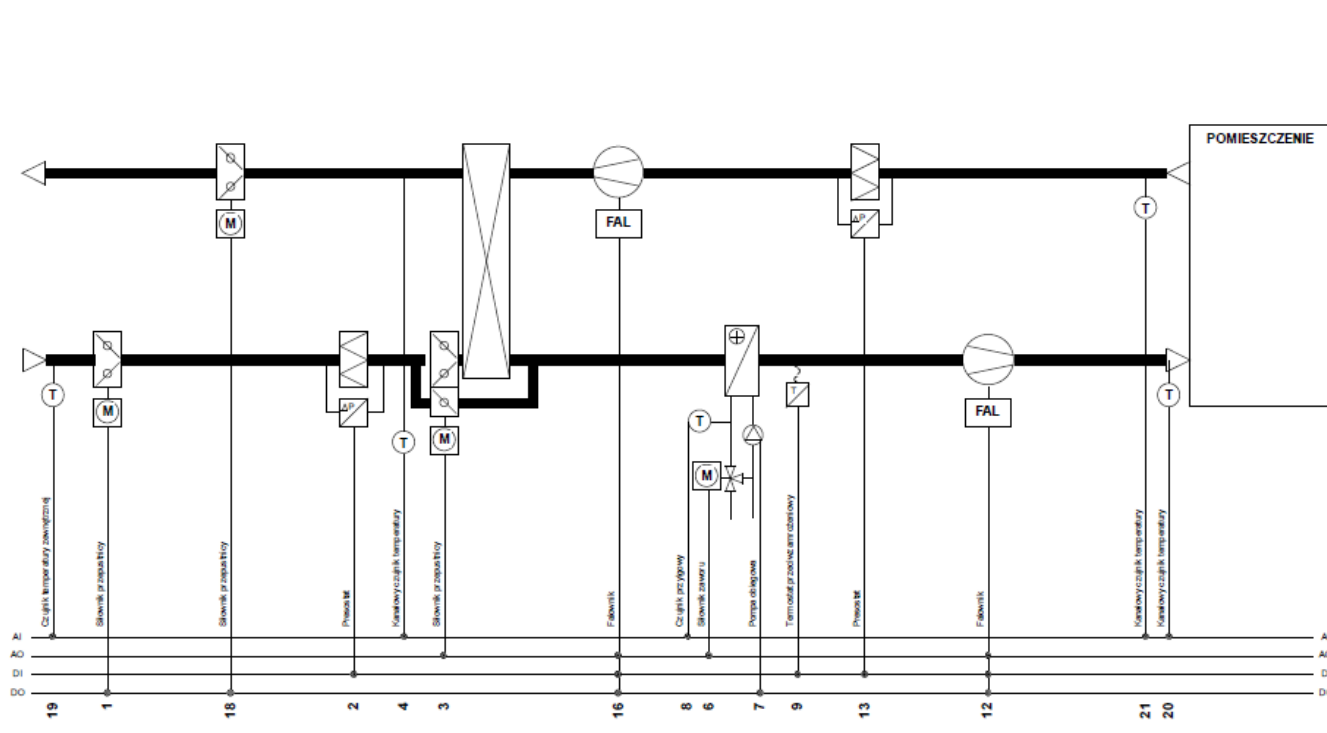 POMIESZCZENIE
T
M
FAL
ΔP
M
T
ΔP
T
M
T
M
T
FAL
T
Czujnik temperatury zewnętrznej
Siłownik przepustnicy
Siłownik przepustnicy
Presostat
Kanałowy czujnik temperatury
Siłownik przepustnicy
Falownik
Czujnik przylgowy
Siłownik zaworu
Pompa obiegowa
Termostat przeciwzamrożeniowy
Presostat
Falownik
Kanałowy czujnik temperatury
Kanałowy czujnik temperatury
AI
A
AO
A
DI
D
DO
D
19
1
18
2
4
3
16
8
6
7
9
13
12
21
20